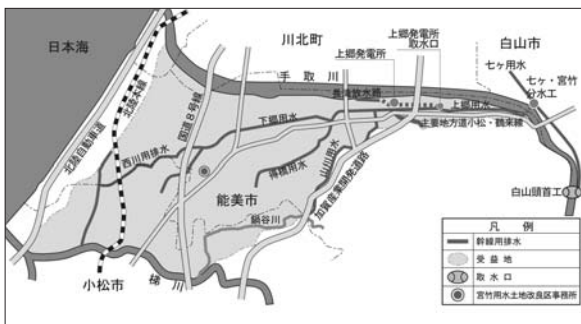 日本海
川北町
白山市
上郷発電所
取水口
上郷発電所
七ヶ用水
七ヶ・宮竹
分水工
手取川
上郷用水
主要地方道小松・鶴来線
北陸自動車道
北陸本線
国道8号線
下郷用水
西川用排水
得橋用水
山川用水
加賀産業開発道路
能美市
鍋谷川
白山頭首工
小松市
梯川
凡例
幹線用排水
受益地
取水口
宮竹用水土地改良区事務所